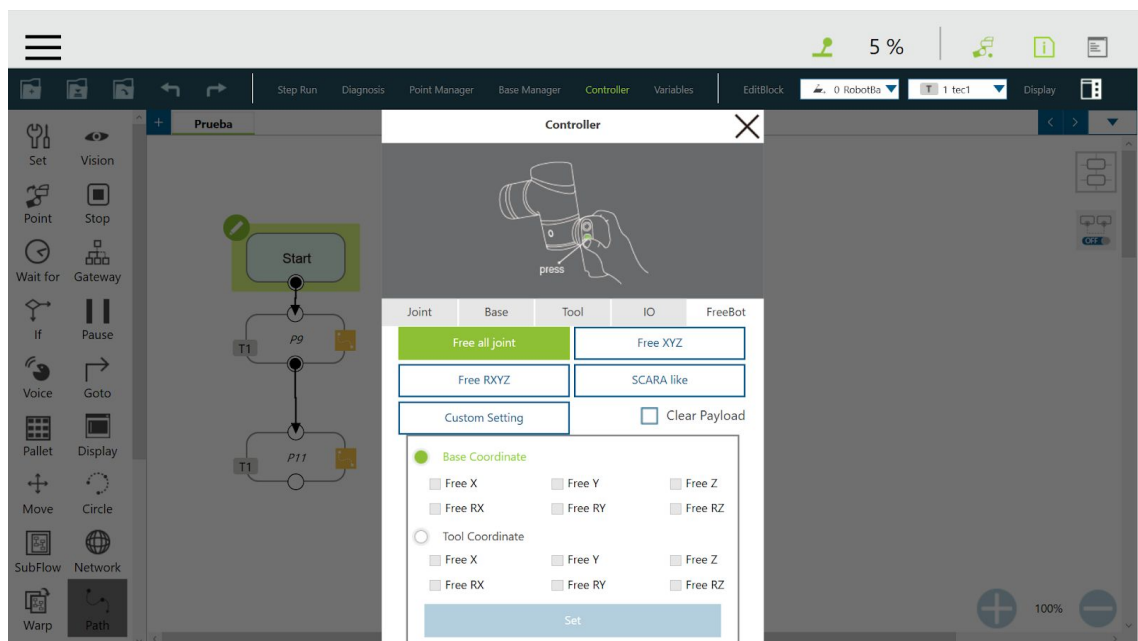 5 %
Step Run Diagnosis Point Manager Base Manager Controller Variables EditBlock 0 RobotBa T 1 tec1 Display
+ Prueba
Controller
Set Vision
Point Stop
Wait for Gateway
If Pause
Voice Goto
Pallet Display
Move Circle
SubFlow Network
Warp Path
OFF
Start
T1 P9
T1 P11
press
Joint Base Tool IO FreeBot
Free all joint Free XYZ
Free RXYZ SCARA like
Custom Setting Clear Payload
Base Coordinate
Free X Free Y Free Z
Free RX Free RY Free RZ
Tool Coordinate
Free X Free Y Free Z
Free RX Free RY Free RZ
Set
100%